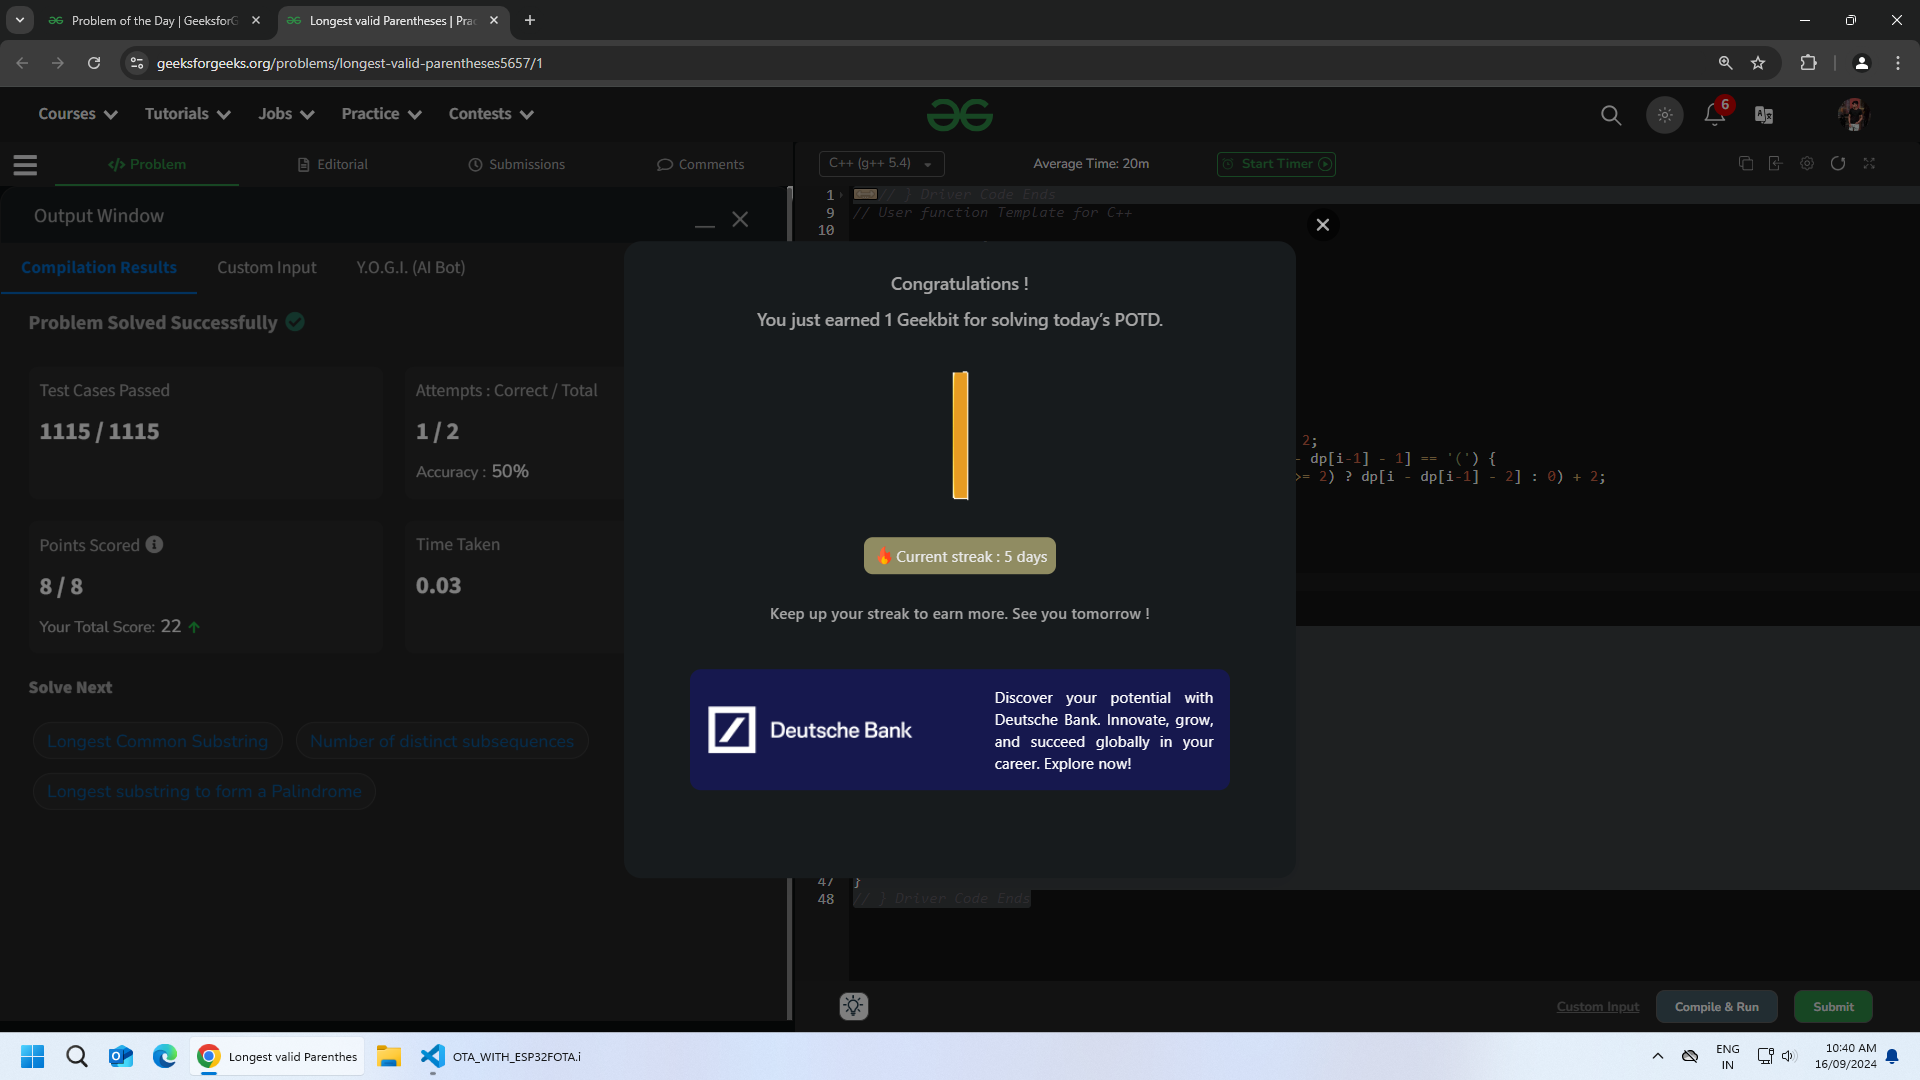 Problem of the Day | GeeksforG
Longest valid Parentheses | Prac
geeksforgeeks.org/problems/longest-valid-parentheses5657/1
Courses
Tutorials
Jobs
Practice
Contests
6
</> Problem
Editorial
Submissions
Comments
C++ (g++ 5.4)
Average Time: 20m
Start Timer
Output Window
Compilation Results
Custom Input
Y.O.G.I. (AI Bot)
Problem Solved Successfully
Test Cases Passed
1115 / 1115
Attempts : Correct / Total
1 / 2
Accuracy : 50%
Points Scored
8 / 8
Your Total Score: 22
Time Taken
0.03
Solve Next
Longest Common Substring
Number of distinct subsequences
Longest substring to form a Palindrome
1 // } Driver Code Ends
9 // User function Template for C++
10
2;
- dp[i-1] - 1] == '(') {
>= 2) ? dp[i - dp[i-1] - 2] : 0) + 2;
47 }
48 // } Driver Code Ends
Congratulations !
You just earned 1 Geekbit for solving today's POTD.
Current streak : 5 days
Keep up your streak to earn more. See you tomorrow !
Deutsche Bank
Discover your potential with
Deutsche Bank. Innovate, grow,
and succeed globally in your
career. Explore now!
Custom Input
Compile & Run
Submit
Longest valid Parenthes
OTA_WITH_ESP32FOTA.i
ENG
IN
10:40 AM
16/09/2024